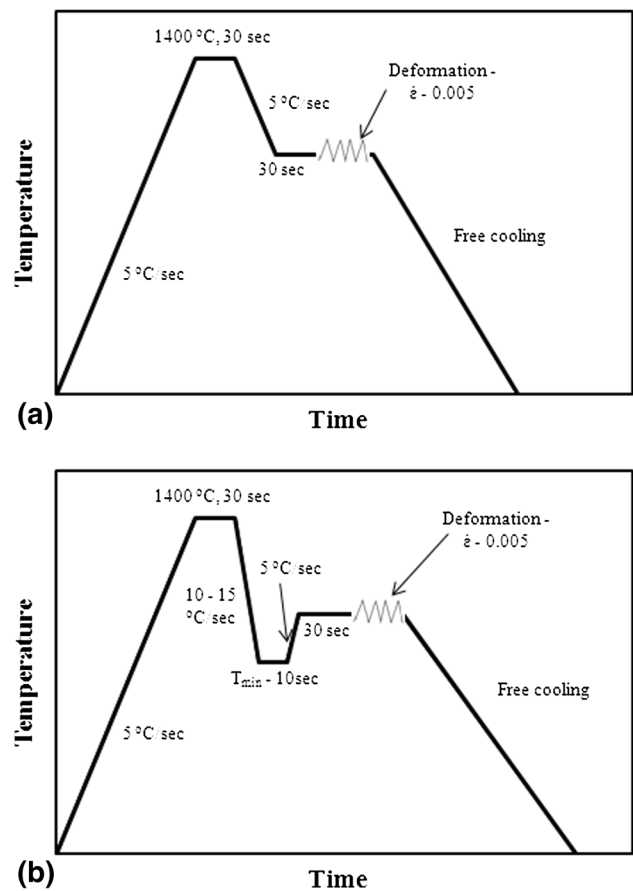 1400 °C, 30 sec
Deformation -
ε̇ - 0.005
5 °C/sec
30 sec
Free cooling
5 °C/sec
Temperature
(a)
Time
1400 °C, 30 sec
Deformation -
ε̇ - 0.005
5 °C/sec
10 - 15
°C/sec
30 sec
Tmin - 10sec
Free cooling
5 °C/sec
Temperature
(b)
Time